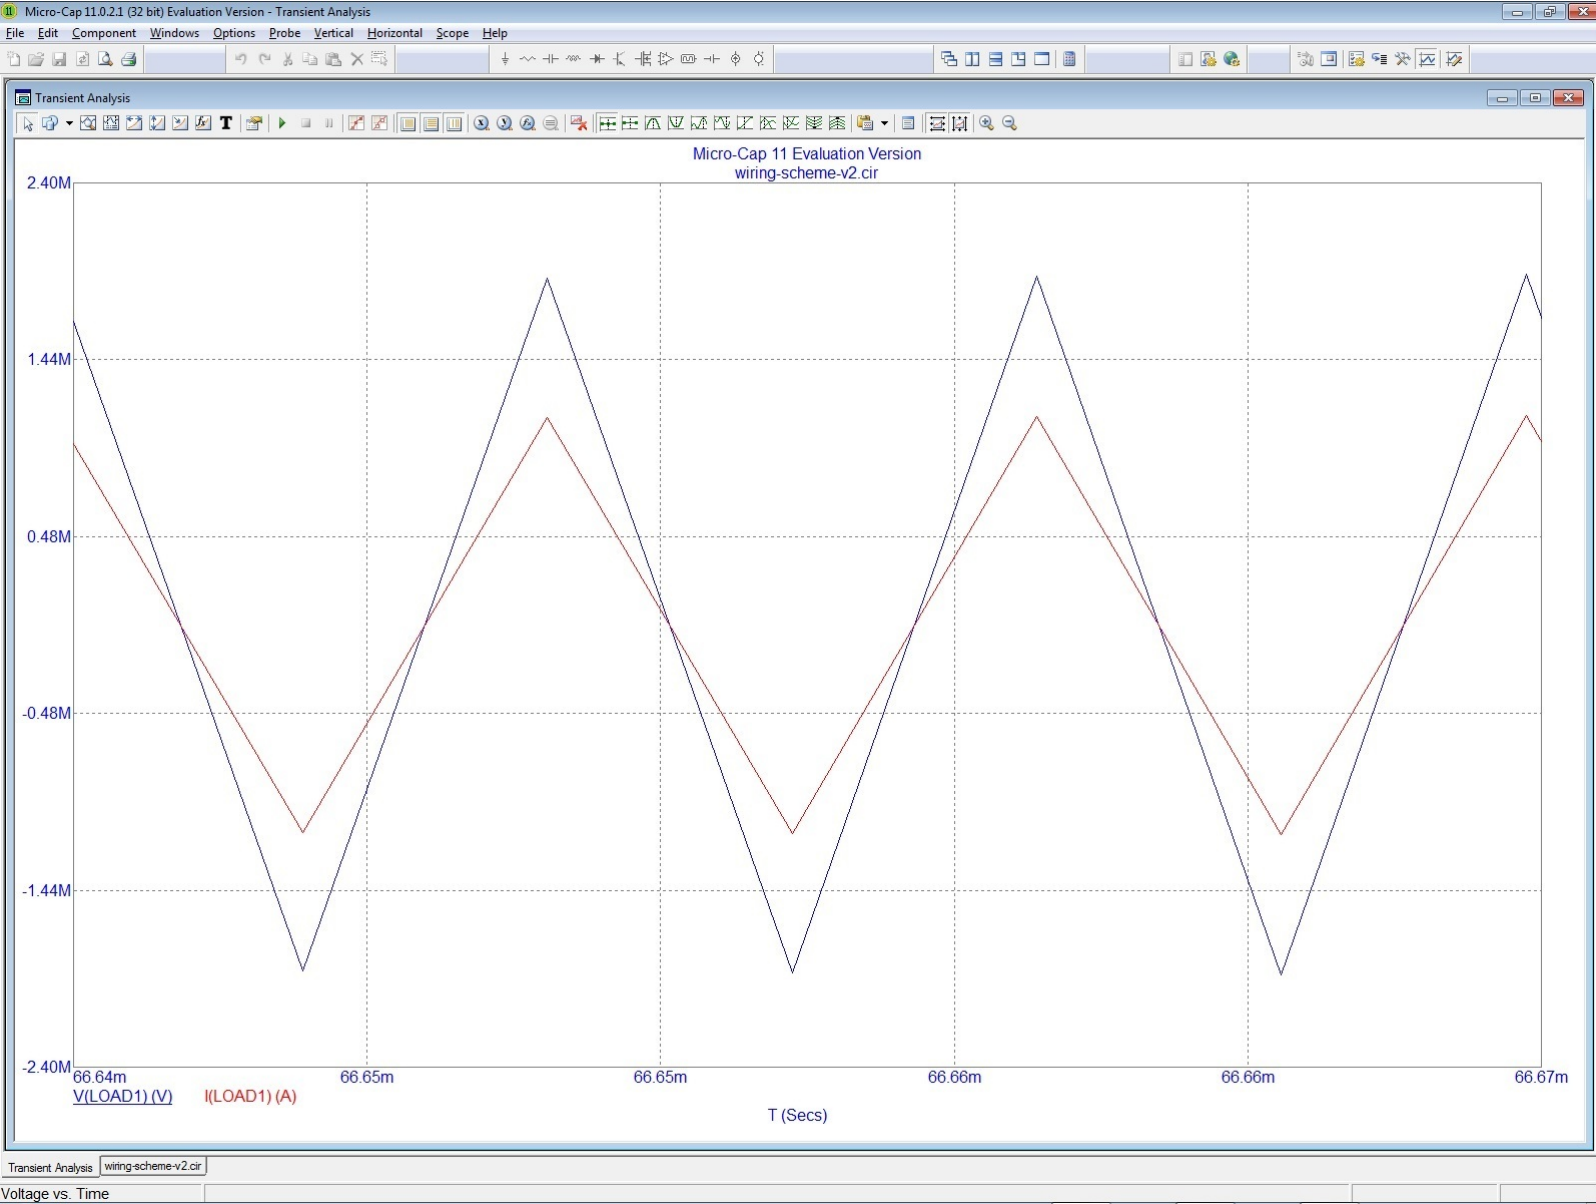 Micro-Cap 11.0.2.1 (32 bit) Evaluation Version - Transient Analysis
File Edit Component Windows Options Probe Vertical Horizontal Scope Help
Transient Analysis
T
Micro-Cap 11 Evaluation Version
wiring-scheme-v2.cir
2.40M
1.44M
0.48M
-0.48M
-1.44M
-2.40M
66.64m 66.65m 66.65m 66.66m 66.66m 66.67m
V(LOAD1) (V) I(LOAD1) (A)
T (Secs)
Transient Analysis wiring-scheme-v2.cir
Voltage vs. Time